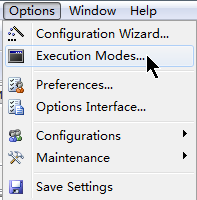 Options Window Help
Configuration Wizard...
Execution Modes...
Preferences...
Options Interface...
Configurations
Maintenance
Save Settings